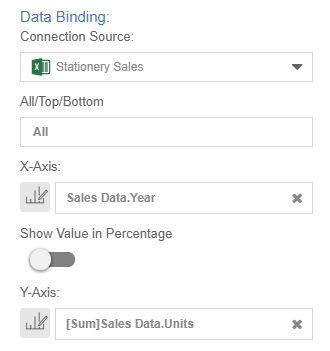 Data Binding:
Connection Source:
Stationery Sales
All/Top/Bottom
All
X-Axis:
Sales Data.Year
Show Value in Percentage
Y-Axis:
[Sum]Sales Data.Units